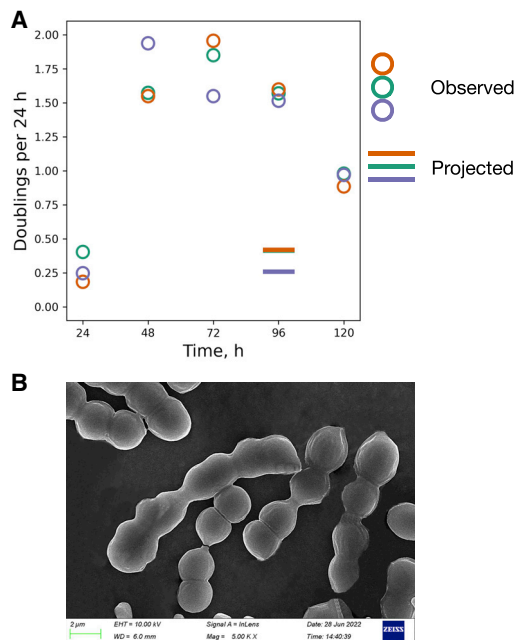 A
Doublings per 24 h
2.00
1.75
1.50
1.25
1.00
0.75
0.50
0.25
0.00
24 48 72 96 120
Time, h
Observed
Projected
B
2 µm
EHT = 10.00 kV
WD = 6.0 mm
Signal A = InLens
Mag = 5.00 K X
Date: 28 Jun 2022
Time: 14:40:39
ZEISS